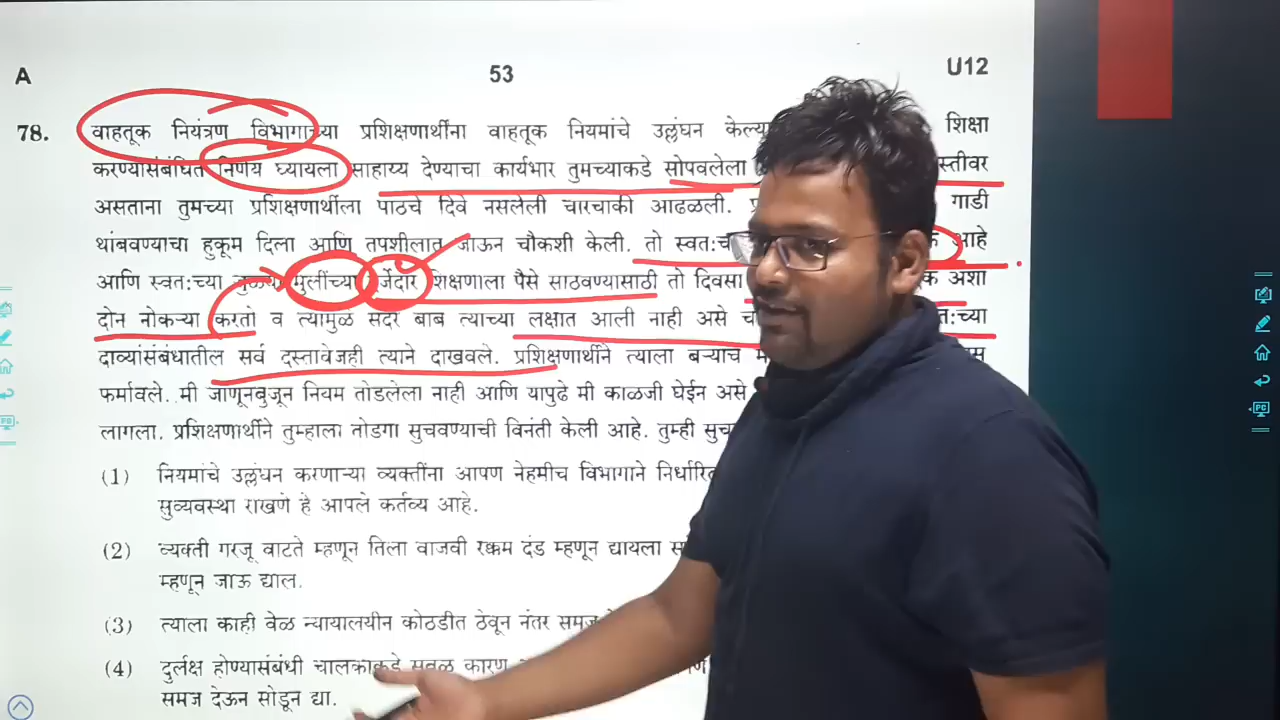 A 53 U12
78. वाहतूक नियंत्रण विभागाच्या प्रशिक्षणार्थींना वाहतूक नियमांचे उल्लंघन शिक्षा
करण्यासंबंधित निर्णय घ्यायला साहाय्य देण्याचा कार्यभार तुमच्याकडे सोपवलेला
असताना तुमच्या प्रशिक्षणार्थीला पाठचे दिवे नसलेली चारचाकी आढळली. गाडी
थांबवण्याचा हुकूम दिला आणि तपशीलात जाऊन चौकशी केली. तो आहे
आणि स्वत:च्या मुलींच्या दर्जेदार शिक्षणाला पैसे साठवण्यासाठी तो अशा
दोन नोकऱ्या करतो व त्यामुळे सदर बाब त्याच्या लक्षात आली नाही असे
दाव्यांसंबंधातील सर्व दस्तावेजही त्याने दाखवले. प्रशिक्षणार्थीने त्याला बऱ्याच
फर्मावले. मी जाणूनबुजून नियम तोडलेला नाही आणि यापुढे मी काळजी घेईन असे
लागला. प्रशिक्षणार्थीने तुम्हाला तोडगा सुचवण्याची विनंती केली आहे. तुम्ही
(1) नियमांचे उल्लंघन करणाऱ्या व्यक्तींना आपण नेहमीच विभागाने
सुव्यवस्था राखणे हे आपले कर्तव्य आहे.
(2) व्यक्ती गरजू वाटते म्हणून तिला वाजवी रक्कम दंड म्हणून द्यायला
म्हणून जाऊ द्याल.
(3) त्याला काही वेळ न्यायालयीन कोठडीत ठेवून नंतर समज
(4) दुर्लक्ष होण्यासंबंधी चालकाकडे सबळ कारण
समज देऊन सोडून द्या.